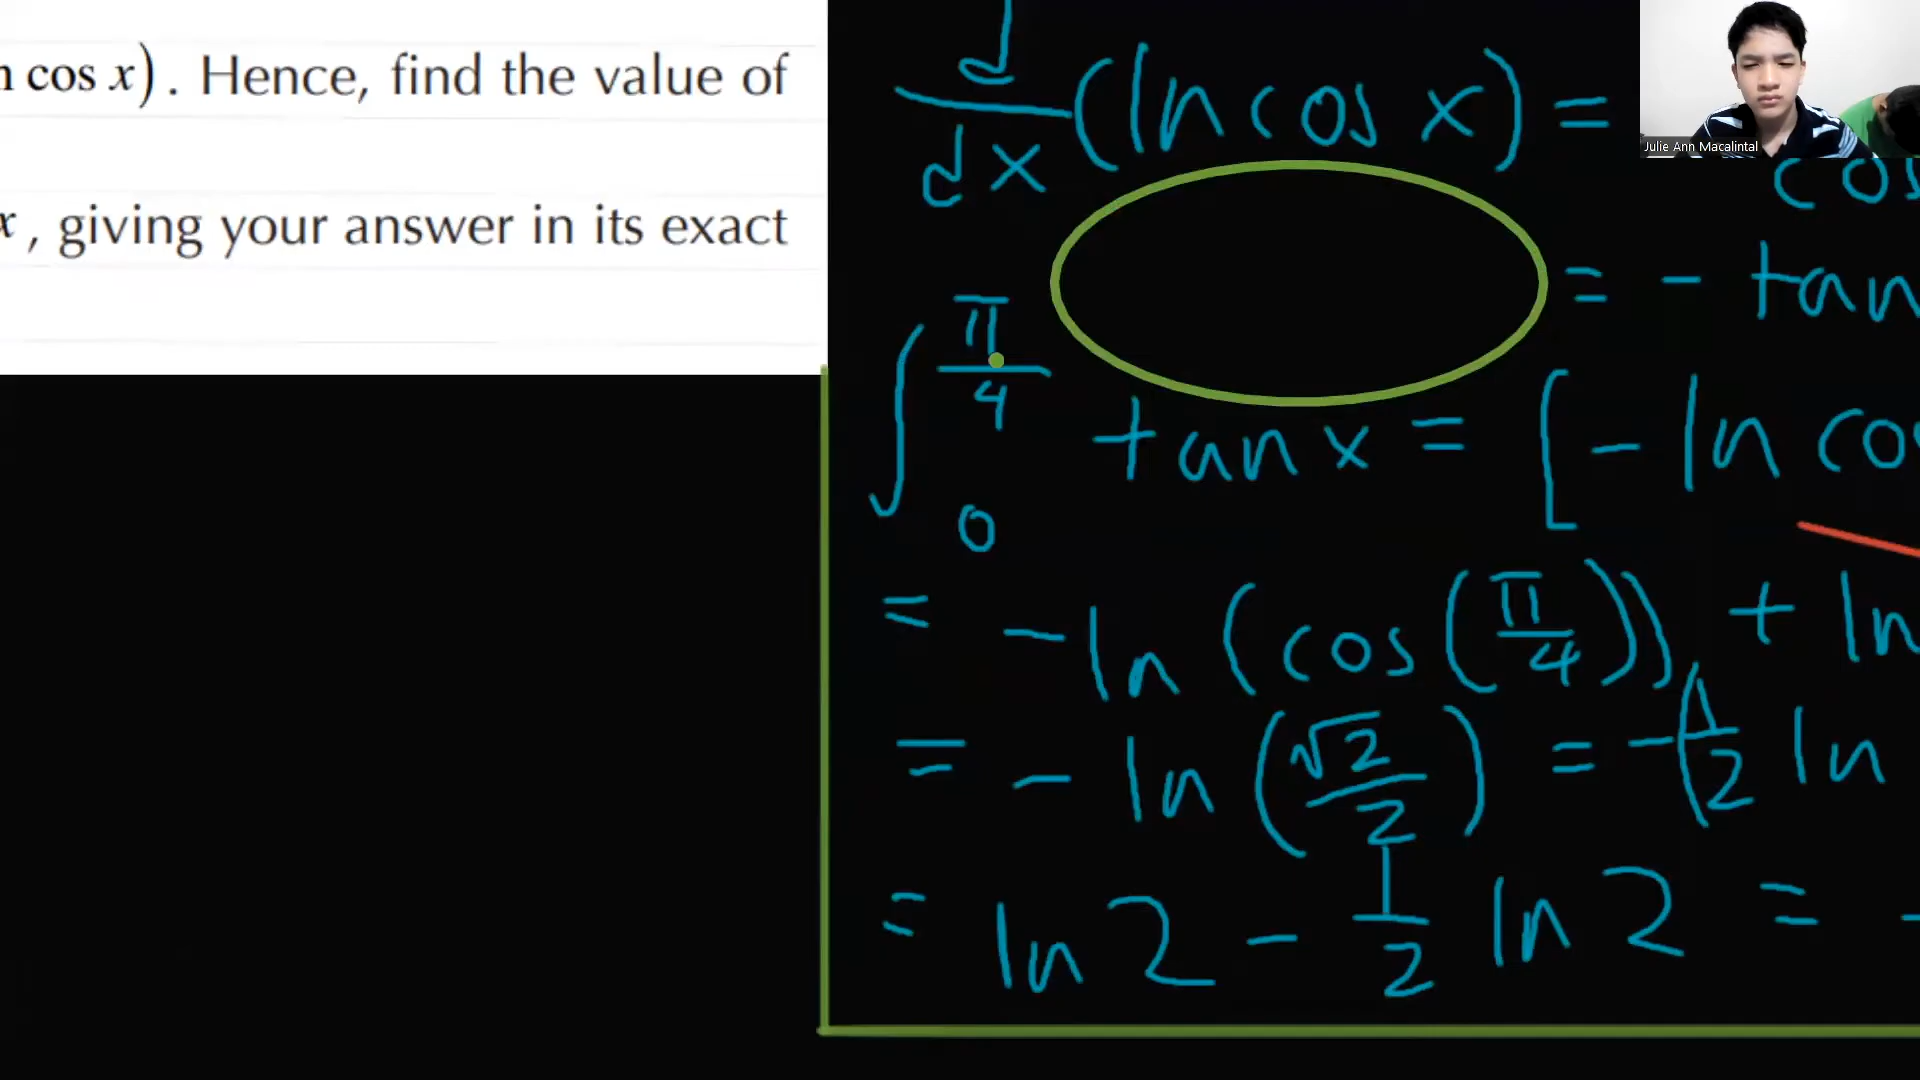 n cos x). Hence, find the value of
x, giving your answer in its exact
d/dx (ln cos x) =
cos
= - tan
∫ π/4 0 tan x = [- ln cos
= -ln (cos(π/4)) + ln
= - ln (√2/2) = -(1/2 ln
= ln 2 - 1/2 ln 2 =
Julie Ann Macalintal